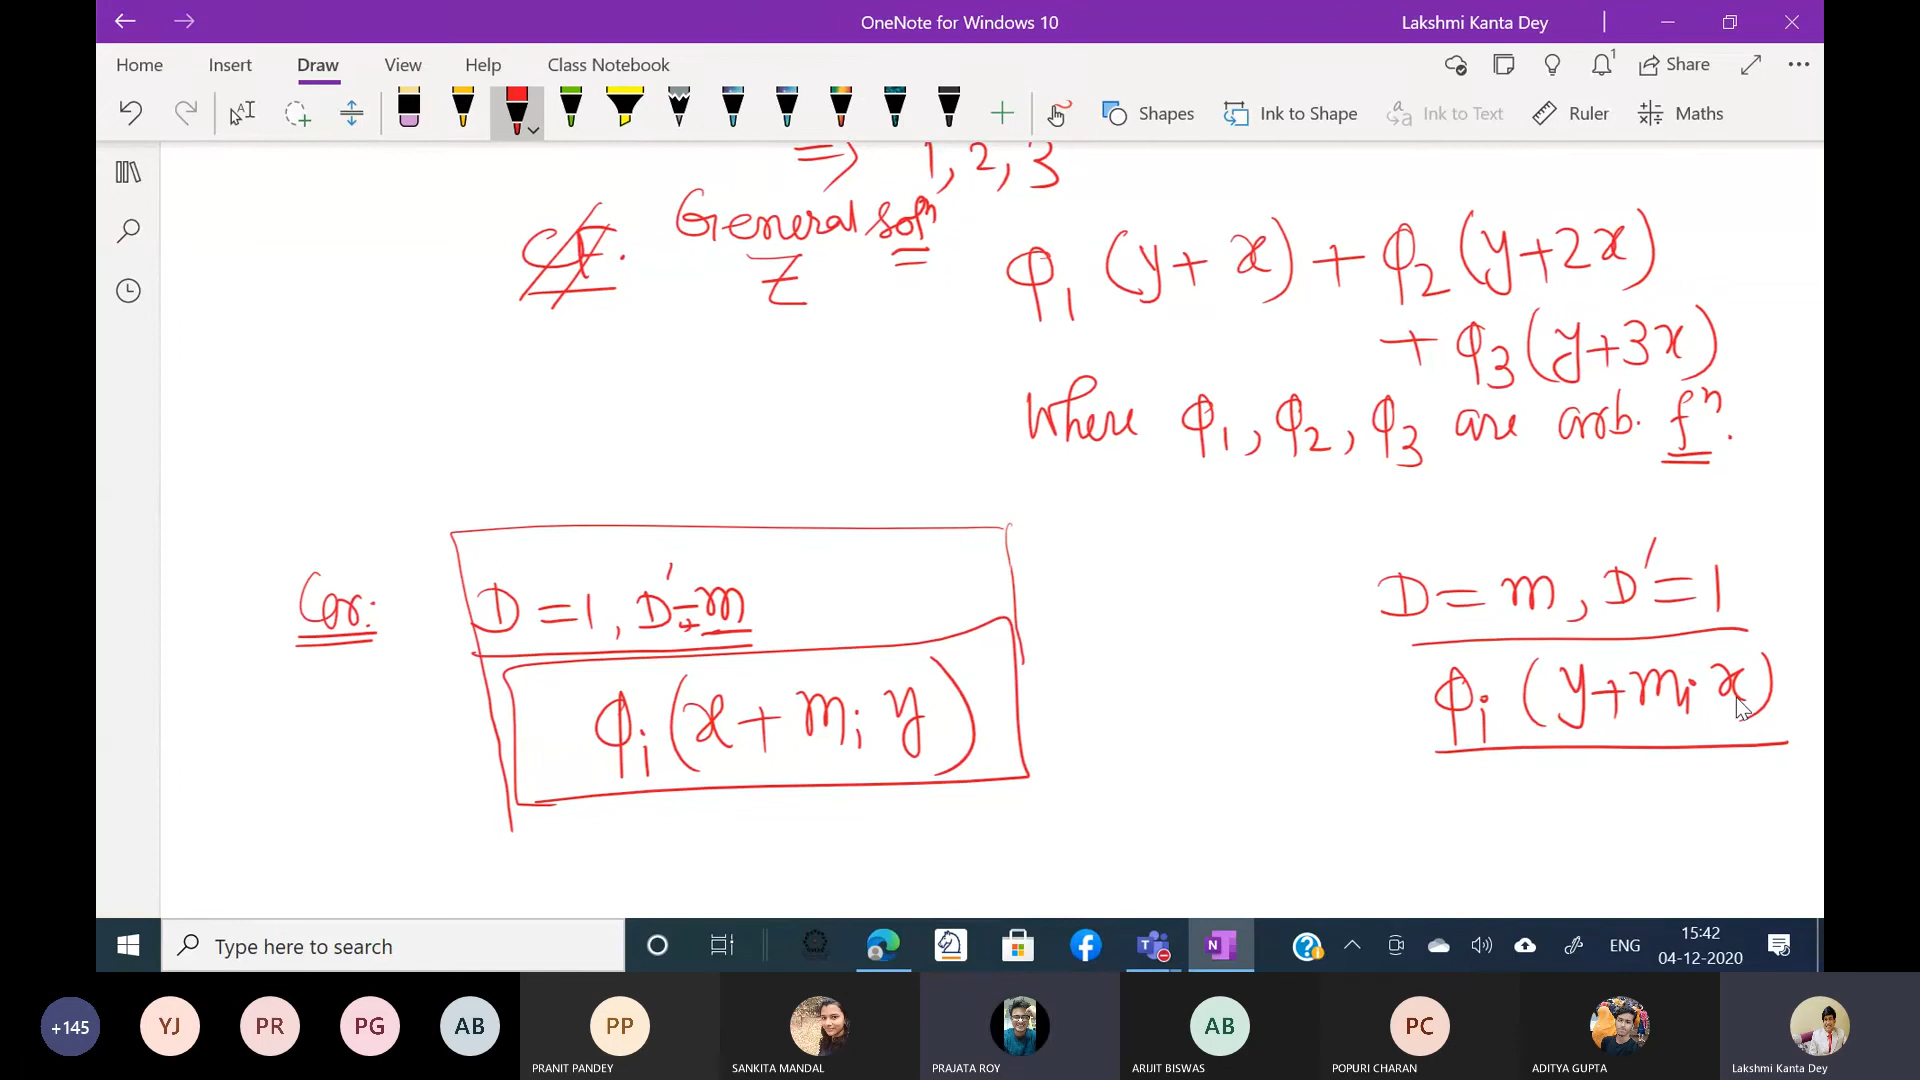 OneNote for Windows 10
Lakshmi Kanta Dey
Home Insert Draw View Help Class Notebook
1
Share
Shapes
Ink to Shape
Ink to Text
Ruler
Maths
=> 1, 2, 3
C.F. General solⁿ
Z
φ₁ (y + x) + φ₂ (y+2x)
+ φ₃ (y+3x)
Where φ₁, φ₂, φ₃ are arb. fⁿ.
Cor:
D = 1, D' = m
φᵢ (x + mᵢ y)
D = m, D' = 1
φᵢ (y + mᵢ x)
Type here to search
N
ENG
15:42
04-12-2020
+145 YJ PR PG AB PP AB PC
PRANIT PANDEY
SANKITA MANDAL
PRAJATA ROY
ARIJIT BISWAS
POPURI CHARAN
ADITYA GUPTA
Lakshmi Kanta Dey